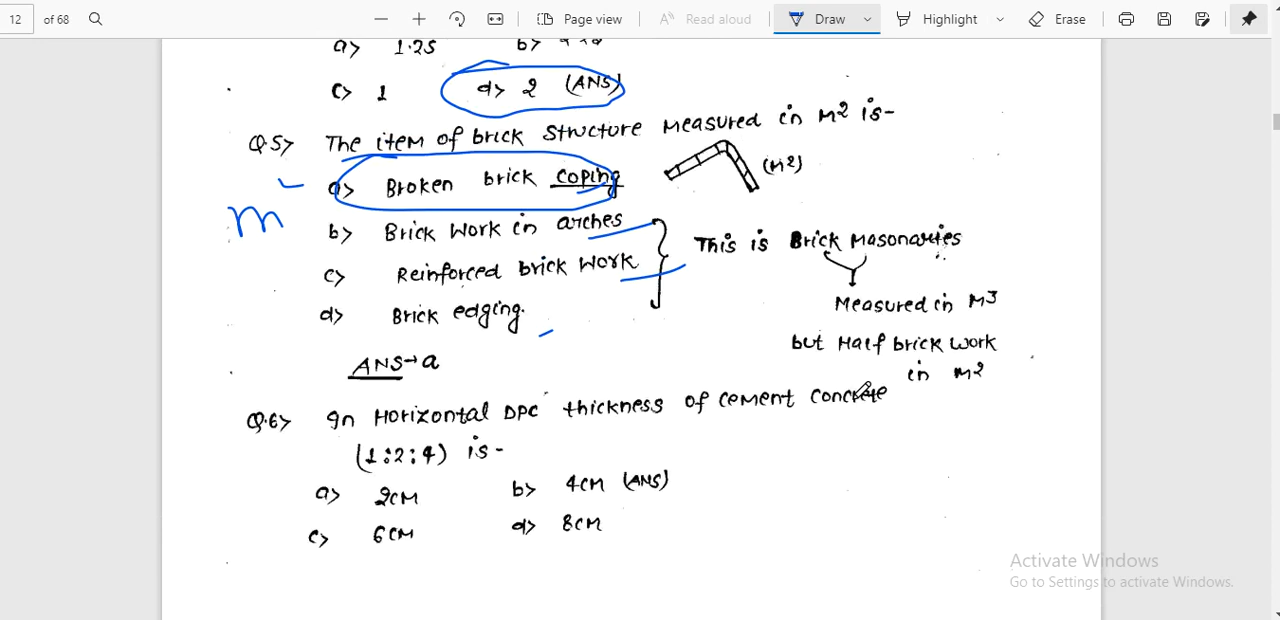 12 of 68 Page view Read aloud Draw Highlight Erase
a> 1.25 b>
c> 1 d> 2 (ANS)
Q.5> The item of brick structure measured in M2 is-
a> Broken brick coping (M2)
M b> Brick work in arches
This is Brick Masonaries
c> Reinforced brick work
Measured in M3
d> Brick edging.
but Half brick work
in M2
ANS→a
Q.6> In Horizontal DPC thickness of cement concrete
(1:2:4) is-
a> 2CM b> 4CM (ANS)
c> 6CM d> 8CM
Activate Windows
Go to Settings to activate Windows.